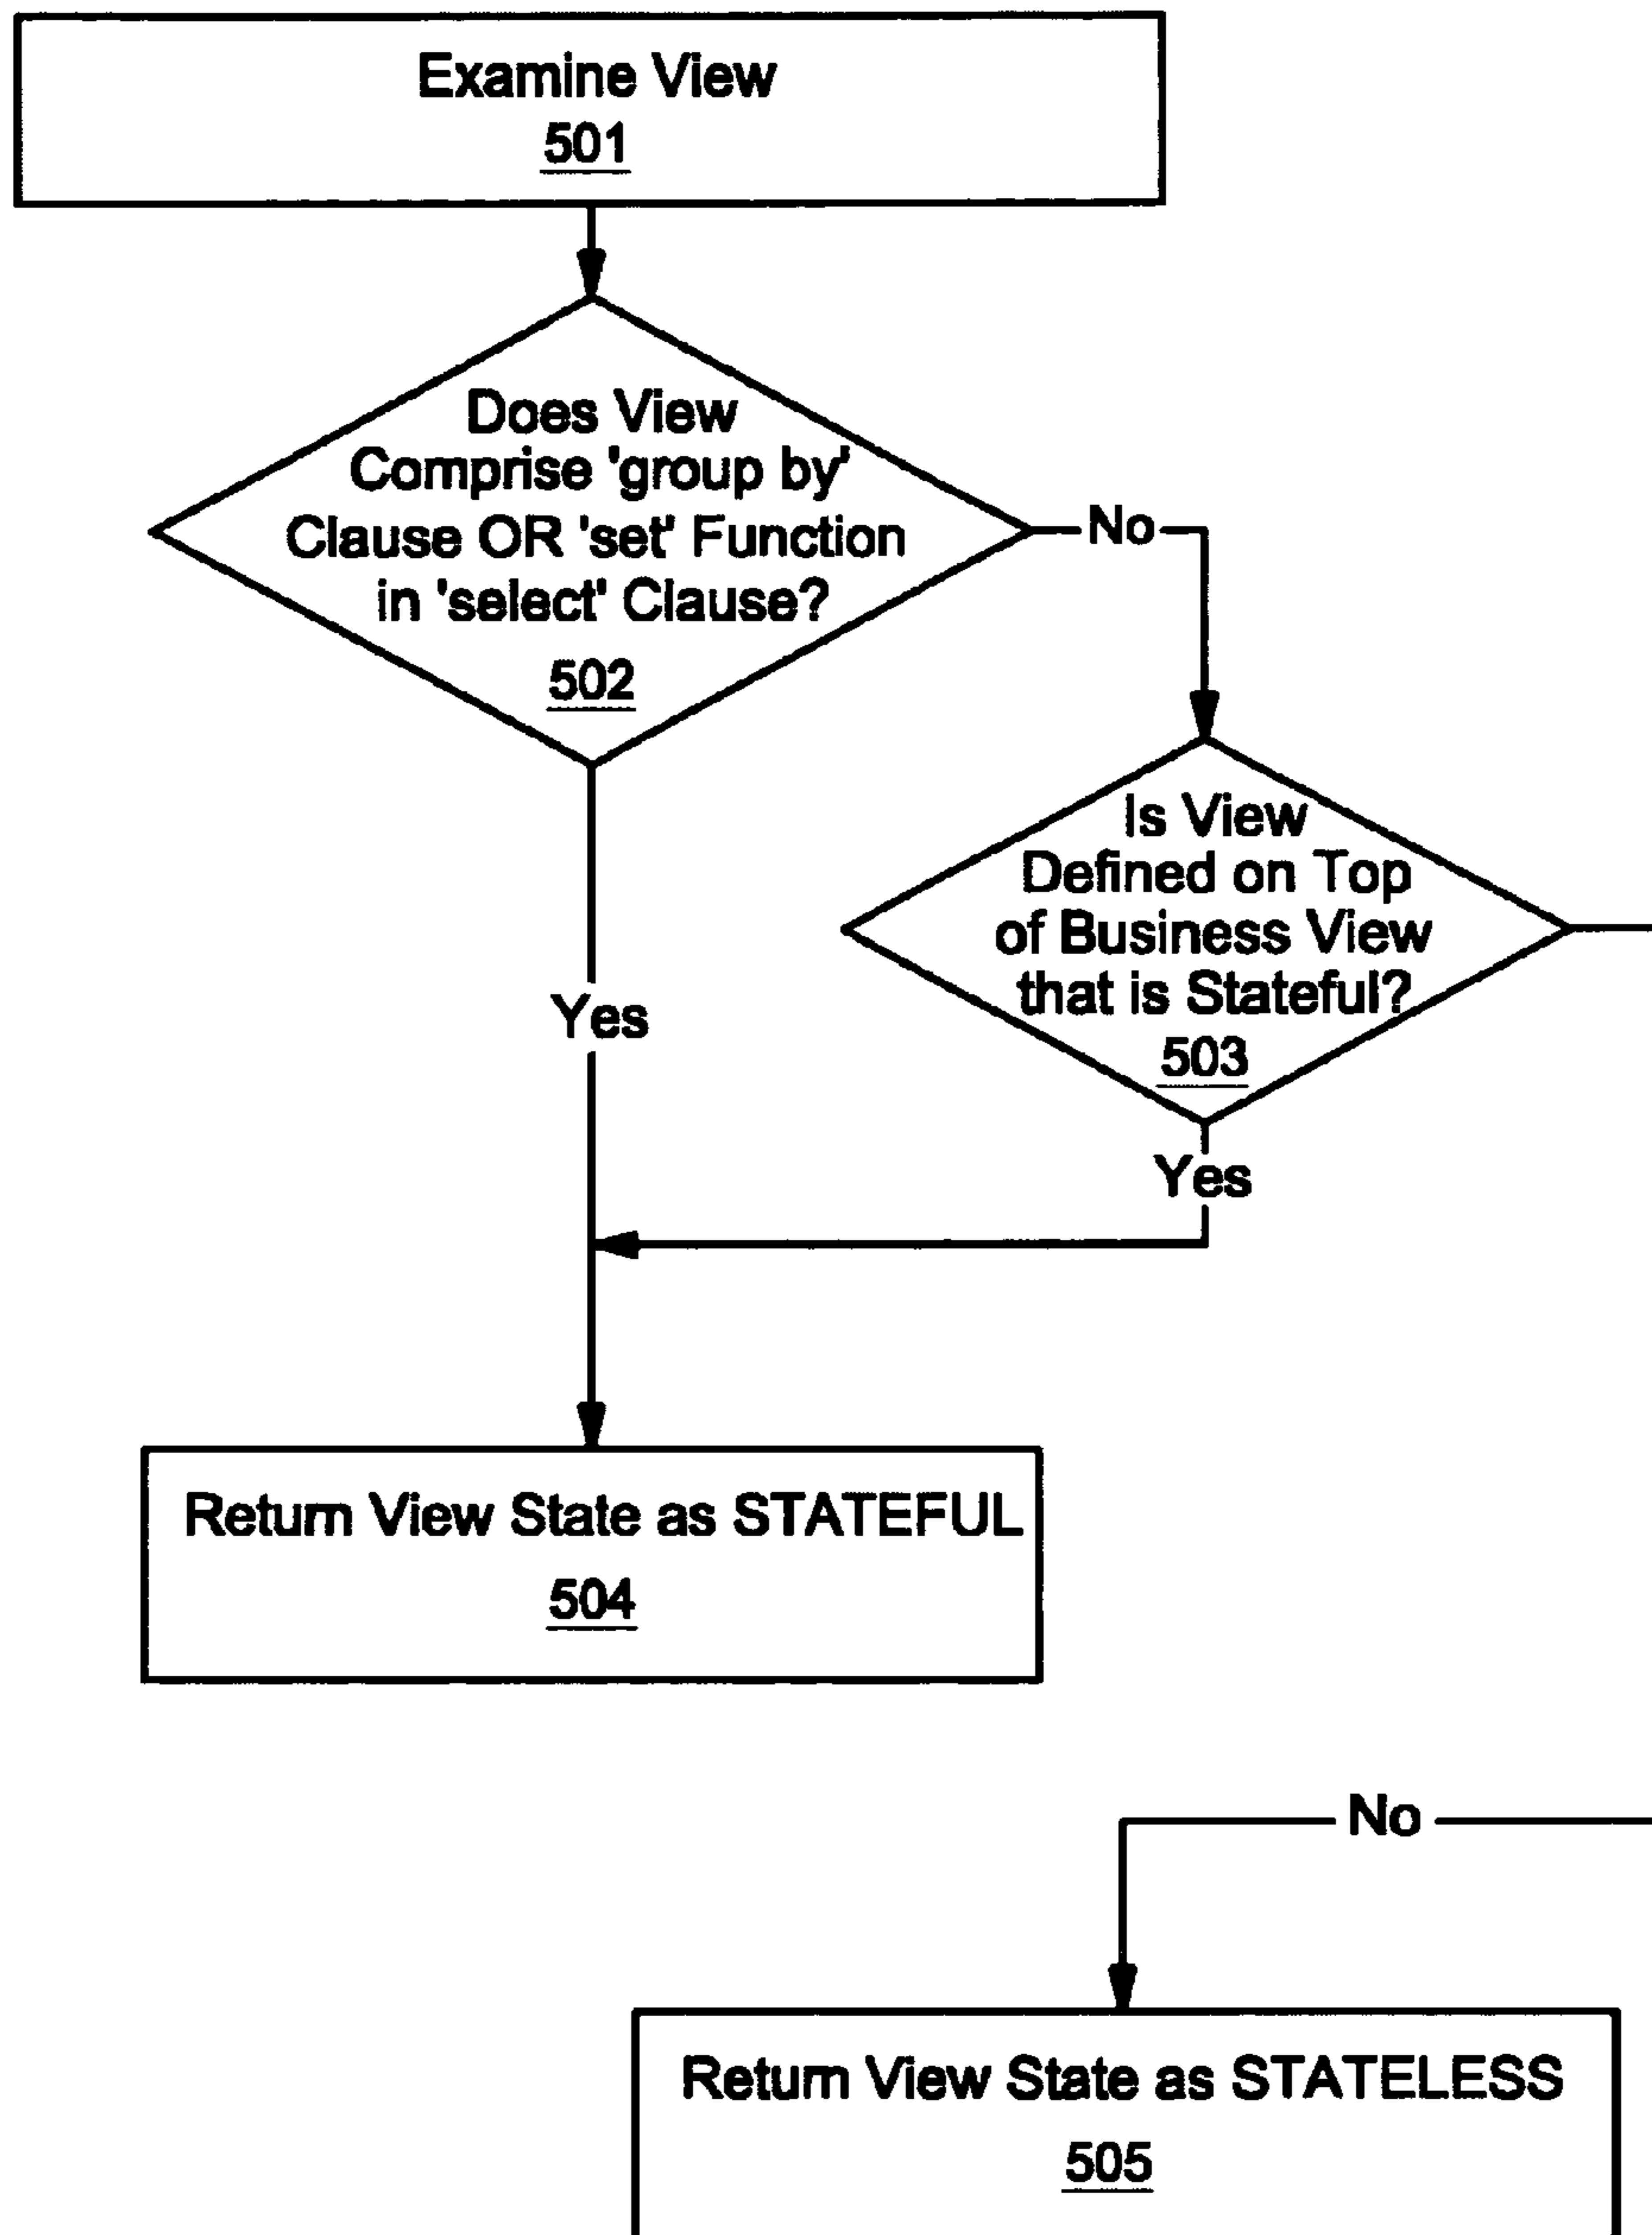 Examine View
501
Does View
Comprise 'group by'
Clause OR 'set' Function
in 'select' Clause?
502
No
Is View
Defined on Top
of Business View
that is Stateful?
503
Yes
Yes
Return View State as STATEFUL
504
No
Return View State as STATELESS
505